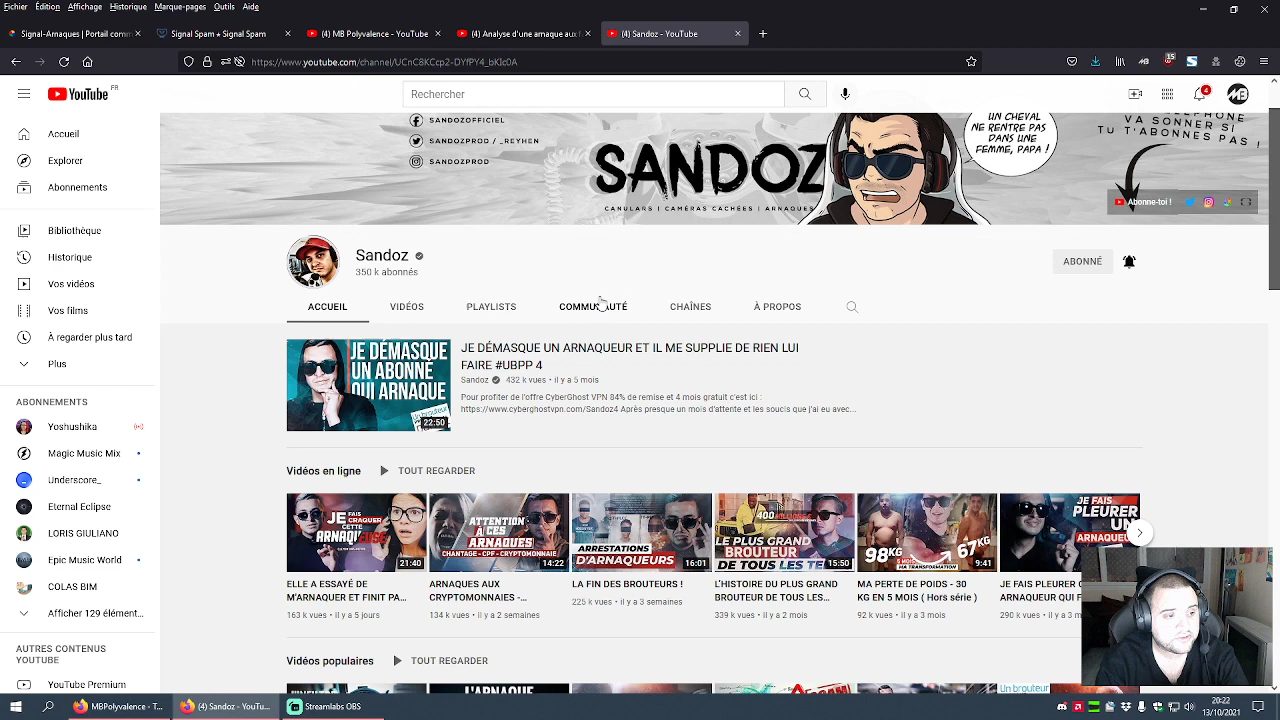 Fichier Édition Affichage Historique Marque-pages Outils Aide
Signal-Arnaques | Portail comm
Signal Spam ★ Signal Spam
(4) MB Polyvalence - YouTube
(4) Analyse d'une arnaque aux f
(4) Sandoz - YouTube
https://www.youtube.com/channel/UCnC8KCcp2-DYfPY4_bKIc0A
YouTube FR
Rechercher
4
Accueil
Explorer
Abonnements
Bibliothèque
Historique
Vos vidéos
Vos films
À regarder plus tard
Plus
ABONNEMENTS
Yoshushika
Magic Music Mix
Underscore_
Eternal Eclipse
LORIS GIULIANO
Epic Music World
COLAS BIM
Afficher 129 élément...
AUTRES CONTENUS
YOUTUBE
YouTube Premium
SANDOZOFFICIEL
SANDOZPROD / _REYHEN
SANDOZPROD
SANDOZ
CANULARS | CAMÉRAS CACHÉES | ARNAQUES
UN CHEVAL
NE RENTRE PAS
DANS UNE
FEMME, PAPA !
VA SONNER SI
TU T'ABONNES PAS !
Abonne-toi !
Sandoz
350 k abonnés
ABONNÉ
ACCUEIL VIDÉOS PLAYLISTS COMMUNAUTÉ CHAÎNES À PROPOS
JE DÉMASQUE
UN ABONNÉ
QUI ARNAQUE
Un brouteur
22:50
JE DÉMASQUE UN ARNAQUEUR ET IL ME SUPPLIE DE RIEN LUI
FAIRE #UBPP 4
Sandoz 432 k vues • il y a 5 mois
Pour profiter de l'offre CyberGhost VPN 84% de remise et 4 mois gratuit c'est ici :
https://www.cyberghostvpn.com/Sandoz4 Après presque un mois d'attente et les soucis que j'ai eu avec...
Vidéos en ligne TOUT REGARDER
JE FAIS
CRAQUER
CETTE
ARNAQUEUSE
21:40
ELLE A ESSAYÉ DE
M'ARNAQUER ET FINIT PA...
163 k vues • il y a 5 jours
ATTENTION
À CES
ARNAQUES
CHANTAGE - CPF - CRYPTOMONNAIE
14:22
ARNAQUES AUX
CRYPTOMONNAIES -...
134 k vues • il y a 2 semaines
ARRESTATIONS
D'ARNAQUEURS
16:01
LA FIN DES BROUTEURS !
225 k vues • il y a 3 semaines
400 MILLIONS
LE PLUS GRAND
BROUTEUR
DE TOUS LES TE
15:50
L'HISTOIRE DU PLUS GRAND
BROUTEUR DE TOUS LES...
339 k vues • il y a 2 mois
98KG
5 MOIS
67KG
MA TRANSFORMATION
9:41
MA PERTE DE POIDS - 30
KG EN 5 MOIS ( Hors série )
92 k vues • il y a 3 mois
JE FAIS
PLEURER
UN
ARNAQUEU
JE FAIS PLEURER
ARNAQUEUR QUI F
290 k vues • il y a 3 m
Vidéos populaires TOUT REGARDER
L'ARNAQUE
Un brouteur
MBPolyvalence - T...
(4) Sandoz - YouTu...
Streamlabs OBS
20:22
13/10/2021